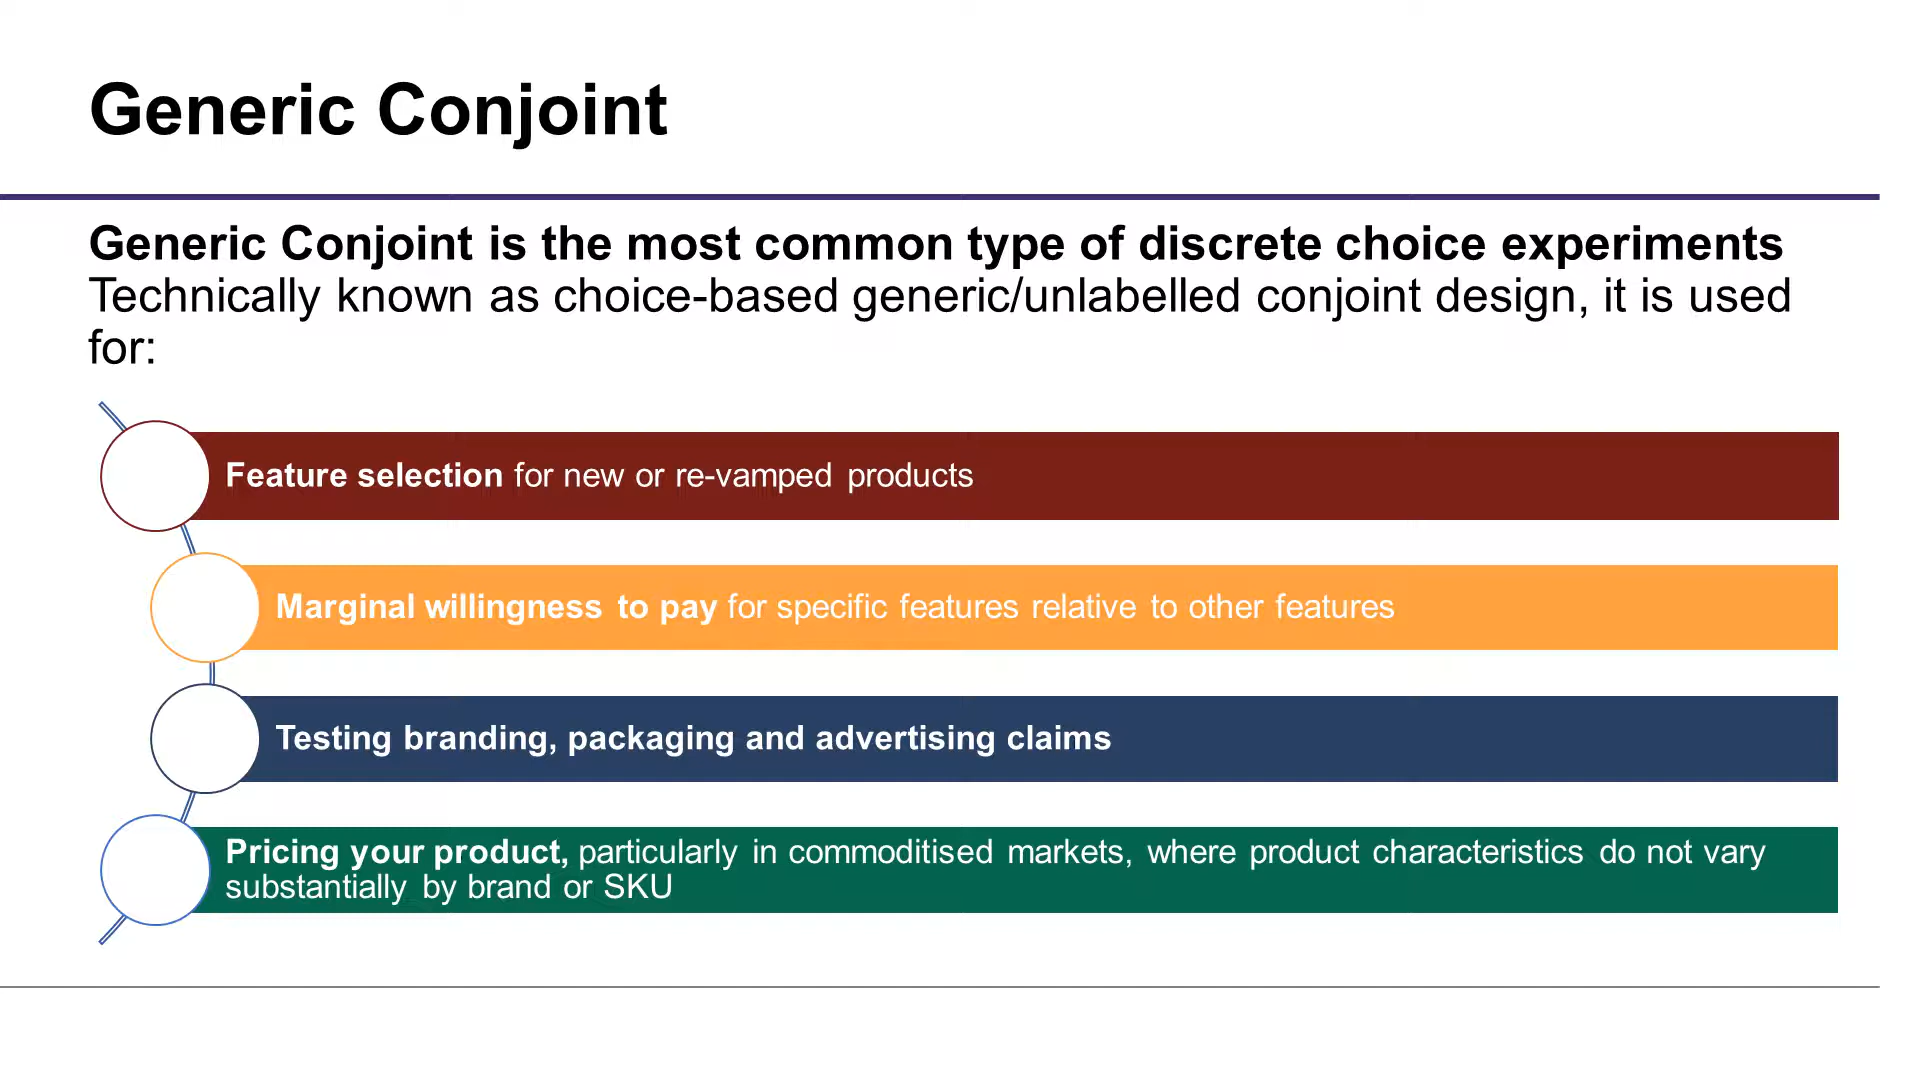 Generic Conjoint
Generic Conjoint is the most common type of discrete choice experiments
Technically known as choice-based generic/unlabelled conjoint design, it is used
for:
Feature selection for new or re-vamped products
Marginal willingness to pay for specific features relative to other features
Testing branding, packaging and advertising claims
Pricing your product, particularly in commoditised markets, where product characteristics do not vary
substantially by brand or SKU